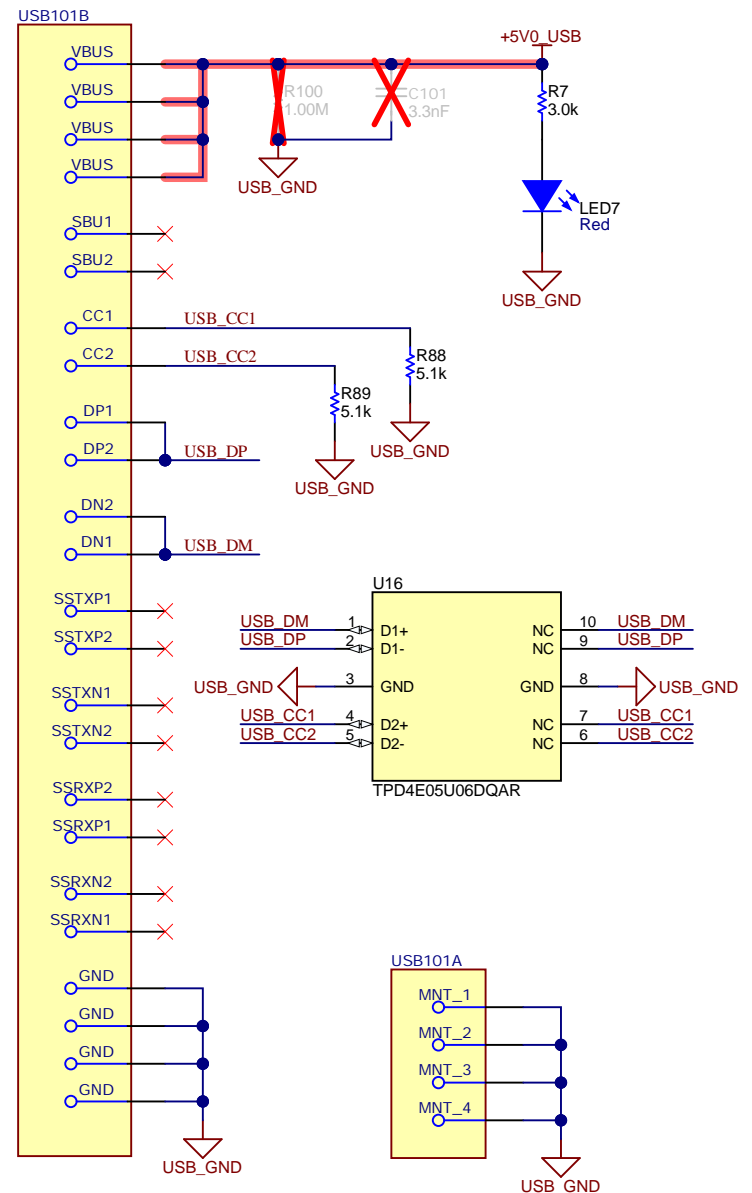 USB101B
VBUS
VBUS
VBUS
VBUS
SBU1
SBU2
CC1
CC2
DP1
DP2
DN2
DN1
SSTXP1
SSTXP2
SSTXN1
SSTXN2
SSRXP2
SSRXP1
SSRXN2
SSRXN1
GND
GND
GND
GND
USB_GND
R100
1.00M
C101
3.3nF
USB_GND
+5V0_USB
R7
3.0k
LED7
Red
USB_GND
USB_CC1
USB_CC2
R88
5.1k
USB_GND
R89
5.1k
USB_GND
USB_DP
USB_DM
U16
USB_DM 1 D1+ NC 10 USB_DM
USB_DP 2 D1- NC 9 USB_DP
USB_GND 3 GND GND 8 USB_GND
USB_CC1 4 D2+ NC 7 USB_CC1
USB_CC2 5 D2- NC 6 USB_CC2
TPD4E05U06DQAR
USB101A
MNT_1
MNT_2
MNT_3
MNT_4
USB_GND